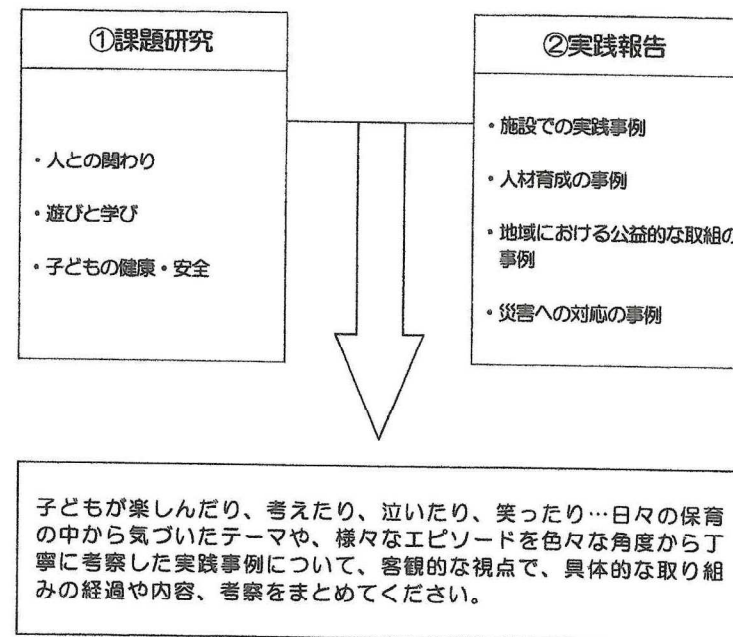 ①課題研究
・人との関わり
・遊びと学び
・子どもの健康・安全
②実践報告
・施設での実践事例
・人材育成の事例
・地域における公益的な取組の
事例
・災害への対応の事例
子どもが楽しんだり、考えたり、泣いたり、笑ったり…日々の保育
の中から気づいたテーマや、様々なエピソードを色々な角度から丁
寧に考察した実践事例について、客観的な視点で、具体的な取り組
みの経過や内容、考察をまとめてください。